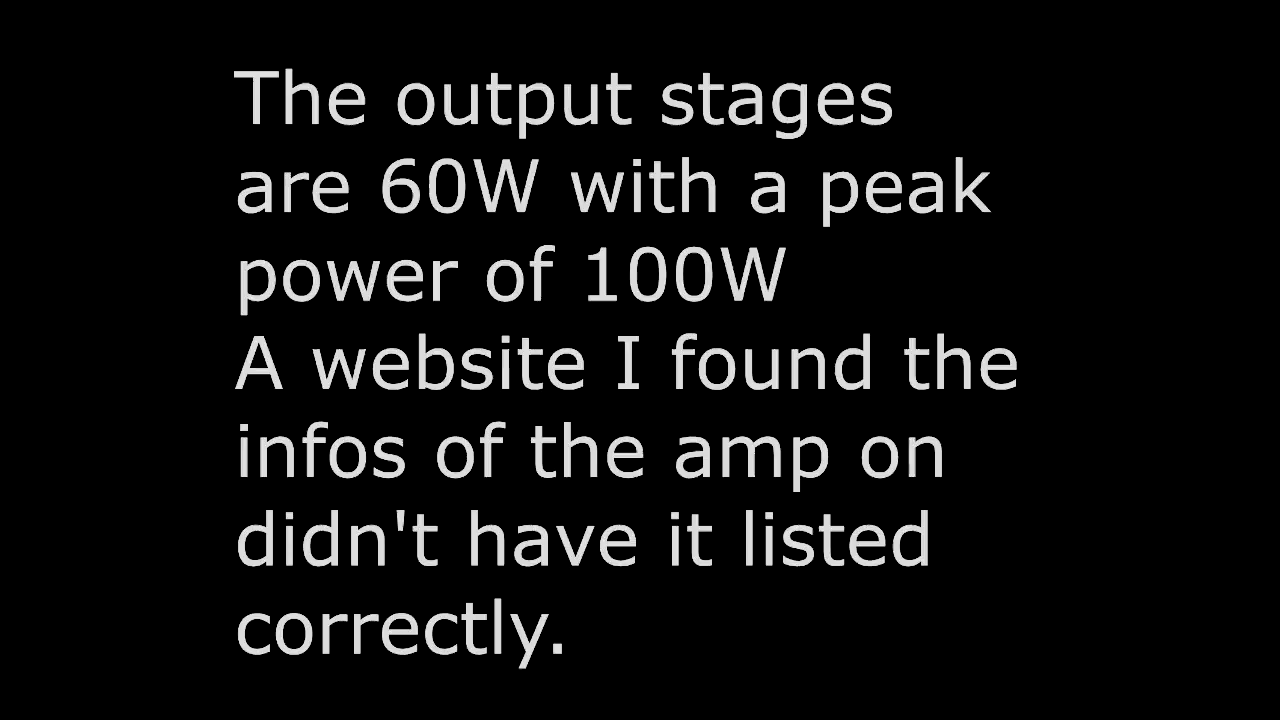 The output stages
are 60W with a peak
power of 100W
A website I found the
infos of the amp on
didn't have it listed
correctly.